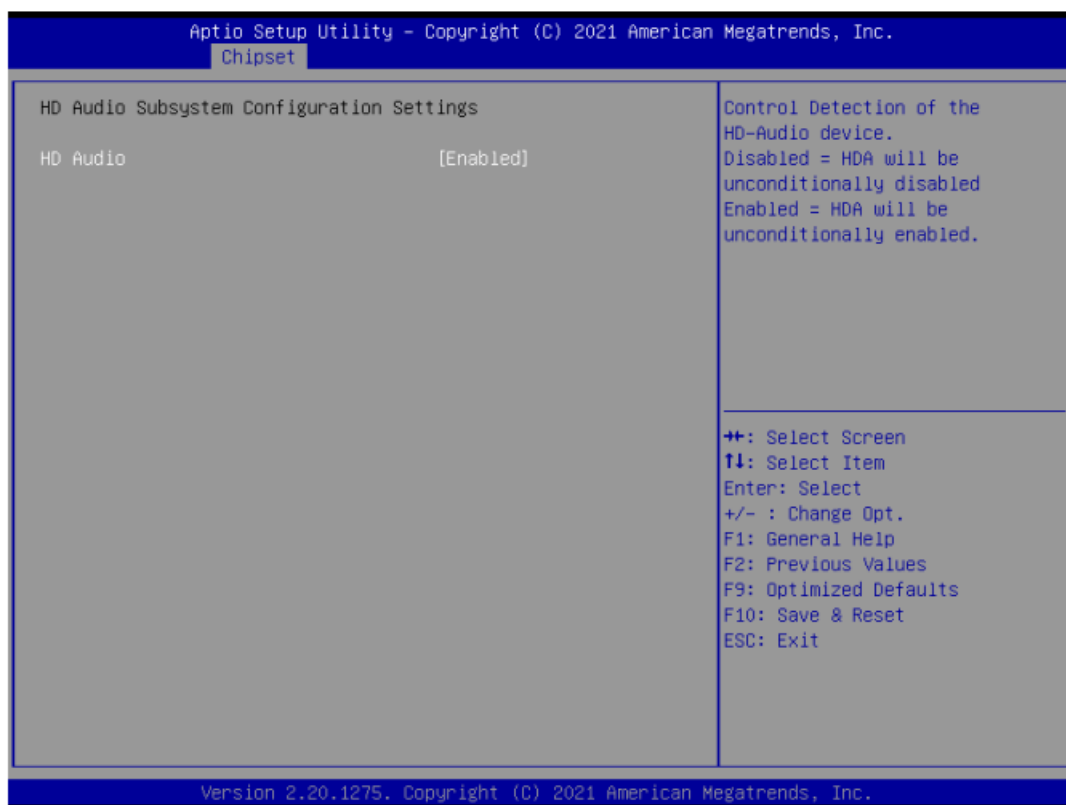 Aptio Setup Utility – Copyright (C) 2021 American Megatrends, Inc.
Chipset
HD Audio Subsystem Configuration Settings
HD Audio [Enabled]
Control Detection of the
HD-Audio device.
Disabled = HDA will be
unconditionally disabled
Enabled = HDA will be
unconditionally enabled.
→←: Select Screen
↑↓: Select Item
Enter: Select
+/- : Change Opt.
F1: General Help
F2: Previous Values
F9: Optimized Defaults
F10: Save & Reset
ESC: Exit
Version 2.20.1275. Copyright (C) 2021 American Megatrends, Inc.